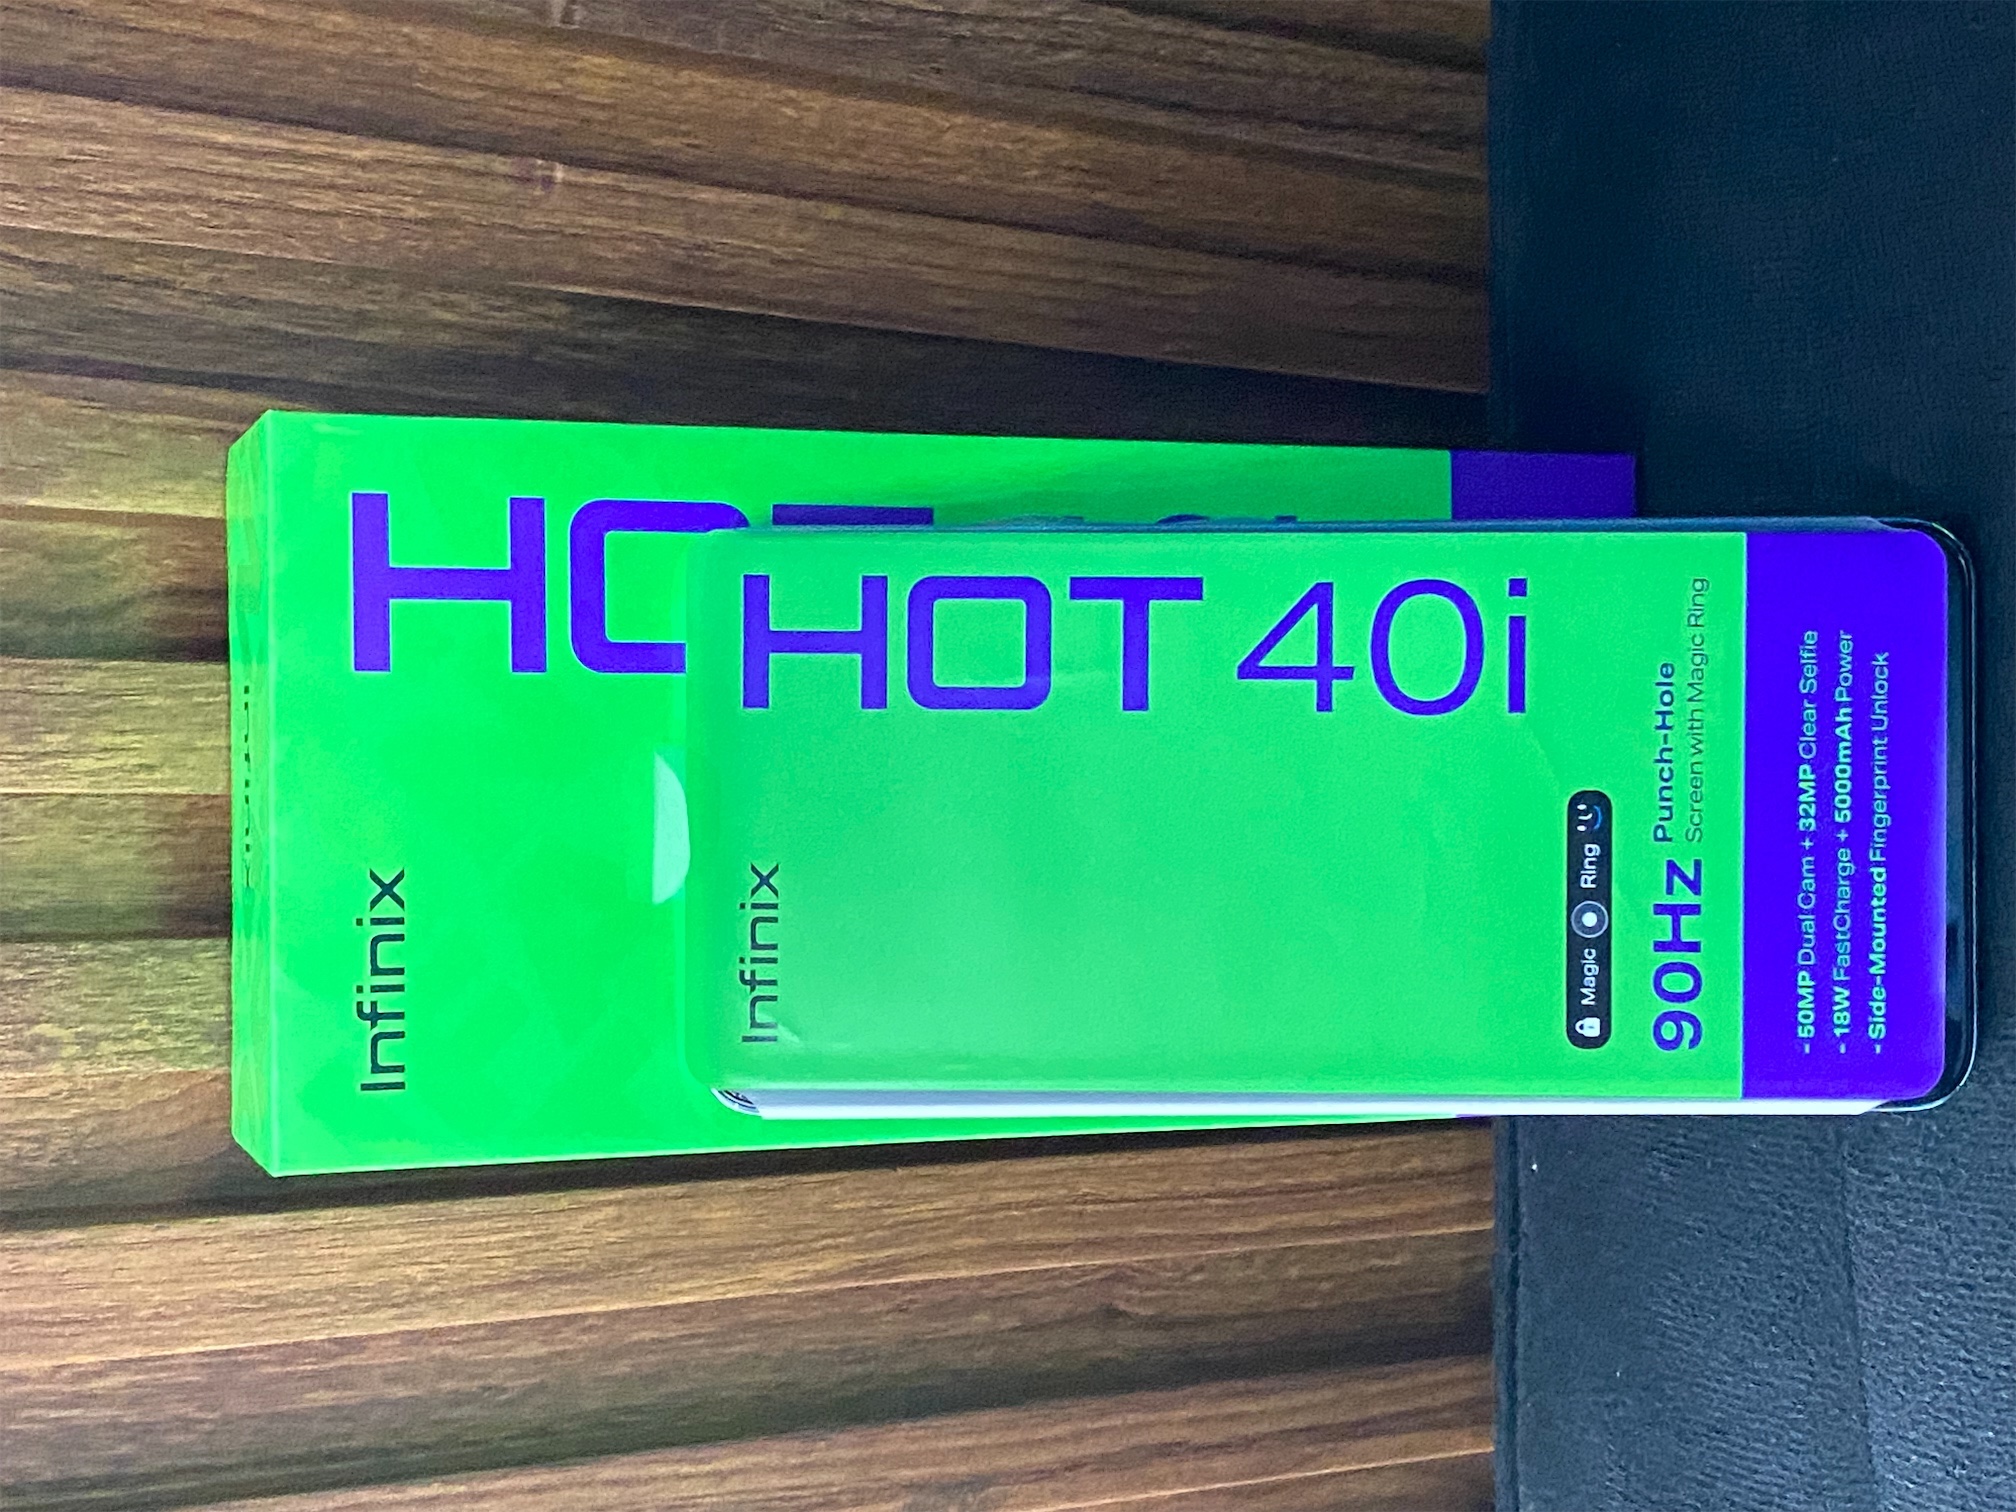 Infinix
HO
Infinix
HOT 40i
Magic Ring
90Hz Punch-Hole
Screen with Magic Ring
- 50MP Dual Cam + 32MP Clear Selfie
- 18W FastCharge + 5000mAh Power
- Side-Mounted Fingerprint Unlock